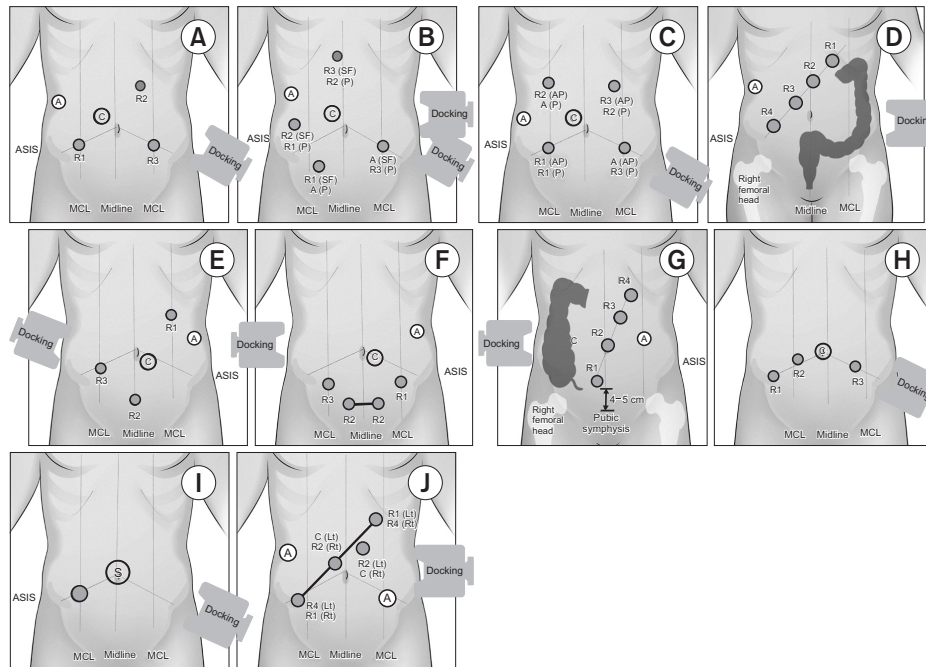 A
R2
A
C
ASIS
R1
R3
Docking
MCL
Midline
MCL
B
R3 (SF)
R2 (P)
A
C
Docking
R2 (SF)
R1 (P)
ASIS
A (SF)
R3 (P)
Docking
R1 (SF)
A (P)
MCL
Midline
MCL
C
R2 (AP)
A (P)
R3 (AP)
R2 (P)
A
C
ASIS
R1 (AP)
R1 (P)
A (AP)
R3 (P)
Docking
MCL
Midline
MCL
D
R1
R2
A
R3
R4
Docking
Right
femoral
head
Midline
MCL
E
R1
Docking
A
C
R3
ASIS
R2
MCL
Midline
MCL
F
A
Docking
C
R3
R1
R2
R2
MCL
Midline
MCL
G
R4
R3
Docking
C
R2
A
ASIS
R1
4–5 cm
Right
femoral
head
Pubic
symphysis
H
C
R2
R1
R3
Docking
MCL
Midline
MCL
I
S
ASIS
Docking
MCL
Midline
MCL
J
R1 (Lt)
R4 (Rt)
C (Lt)
R2 (Rt)
A
R2 (Lt)
C (Rt)
Docking
ASIS
R4 (Lt)
R1 (Rt)
A
MCL
Midline
MCL